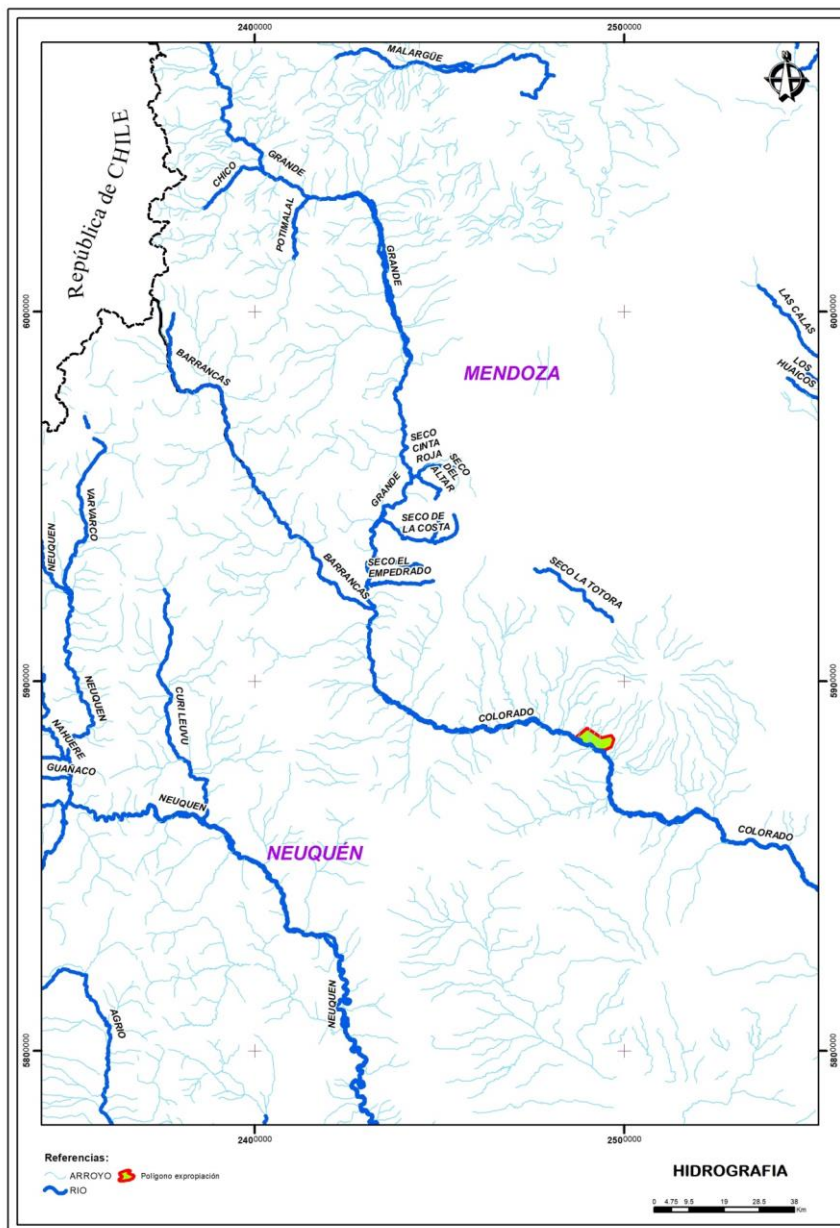 2400000
2500000
MALARGÜE
República de CHILE
GRANDE
CHICO
POTIMALAL
GRANDE
6000000
6000000
LAS CALAS
LOS
HUAICOS
BARRANCAS
MENDOZA
SECO
CINTA
ROJA
SECO
DEL
ALTAR
GRANDE
VARVARCO
SECO DE
LA COSTA
NEUQUEN
SECO EL
EMPEDRADO
BARRANCAS
SECO LA TOTORA
5900000
5900000
NEUQUEN
CURI LEUVU
COLORADO
NAHUERE
GUAÑACO
NEUQUEN
COLORADO
NEUQUÉN
NEUQUEN
AGRIO
5800000
5800000
2400000
2500000
Referencias:
ARROYO
Polígono expropiación
RIO
HIDROGRAFIA
0 4.75 9.5 19 28.5 38
Km